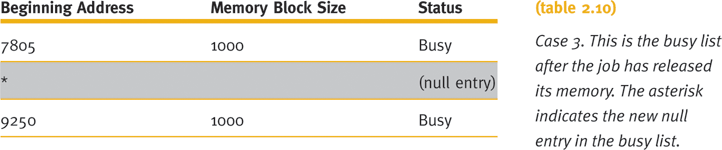 Beginning Address Memory Block Size Status
7805 1000 Busy
* (null entry)
9250 1000 Busy
(table 2.10)
Case 3. This is the busy list
after the job has released
its memory. The asterisk
indicates the new null
entry in the busy list.